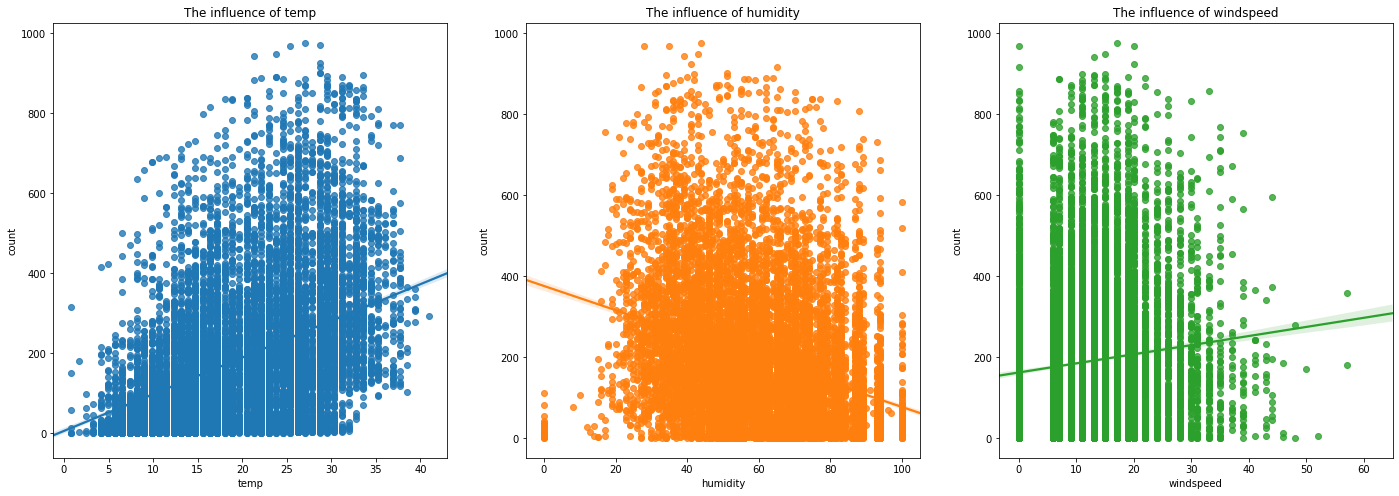 The influence of temp
1000
800
600
400
200
0
count
0 5 10 15 20 25 30 35 40
temp
The influence of humidity
1000
800
600
400
200
0
count
0 20 40 60 80 100
humidity
The influence of windspeed
1000
800
600
400
200
0
count
0 10 20 30 40 50 60
windspeed